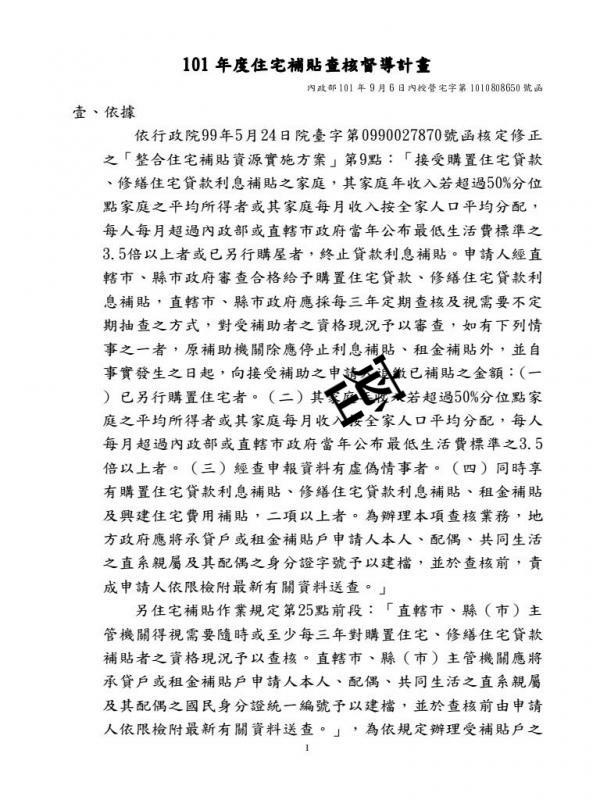 101 年度住宅補貼查核督導計畫
內政部101 年 9 月 6 日內授營宅字第 1010808650 號函
壹、依據
依行政院99年5月24日院臺字第0990027870號函核定修正
之「整合住宅補貼資源實施方案」第9點：「接受購置住宅貸款
、修繕住宅貸款利息補貼之家庭，其家庭年收入若超過50%分位
點家庭之平均所得者或其家庭每月收入按全家人口平均分配，
每人每月超過內政部或直轄市政府當年公布最低生活費標準之
3.5倍以上者或已另行購屋者，終止貸款利息補貼。申請人經直
轄市、縣市政府審查合格給予購置住宅貸款、修繕住宅貸款利
息補貼，直轄市、縣市政府應採每三年定期查核及視需要不定
期抽查之方式，對受補助者之資格現況予以審查，如有下列情
事之一者，原補助機關除應停止利息補貼、租金補貼外，並自
事實發生之日起，向接受補助之申請人追繳已補貼之金額：(一
）已另行購置住宅者。（二）其家庭年收入若超過50%分位點家
庭之平均所得者或其家庭每月收入按全家人口平均分配，每人
每月超過內政部或直轄市政府當年公布最低生活費標準之3.5
倍以上者。（三）經查申報資料有虛偽情事者。（四）同時享
有購置住宅貸款利息補貼、修繕住宅貸款利息補貼、租金補貼
及興建住宅費用補貼，二項以上者。為辦理本項查核業務，地
方政府應將承貸戶或租金補貼戶申請人本人、配偶、共同生活
之直系親屬及其配偶之身分證字號予以建檔，並於查核前，責
成申請人依限檢附最新有關資料送查。」
另住宅補貼作業規定第25點前段：「直轄市、縣（市）主
管機關得視需要隨時或至少每三年對購置住宅、修繕住宅貸款
補貼者之資格現況予以查核。直轄市、縣（市）主管機關應將
承貸戶或租金補貼戶申請人本人、配偶、共同生活之直系親屬
及其配偶之國民身分證統一編號予以建檔，並於查核前由申請
人依限檢附最新有關資料送查。」，為依規定辦理受補貼戶之
1